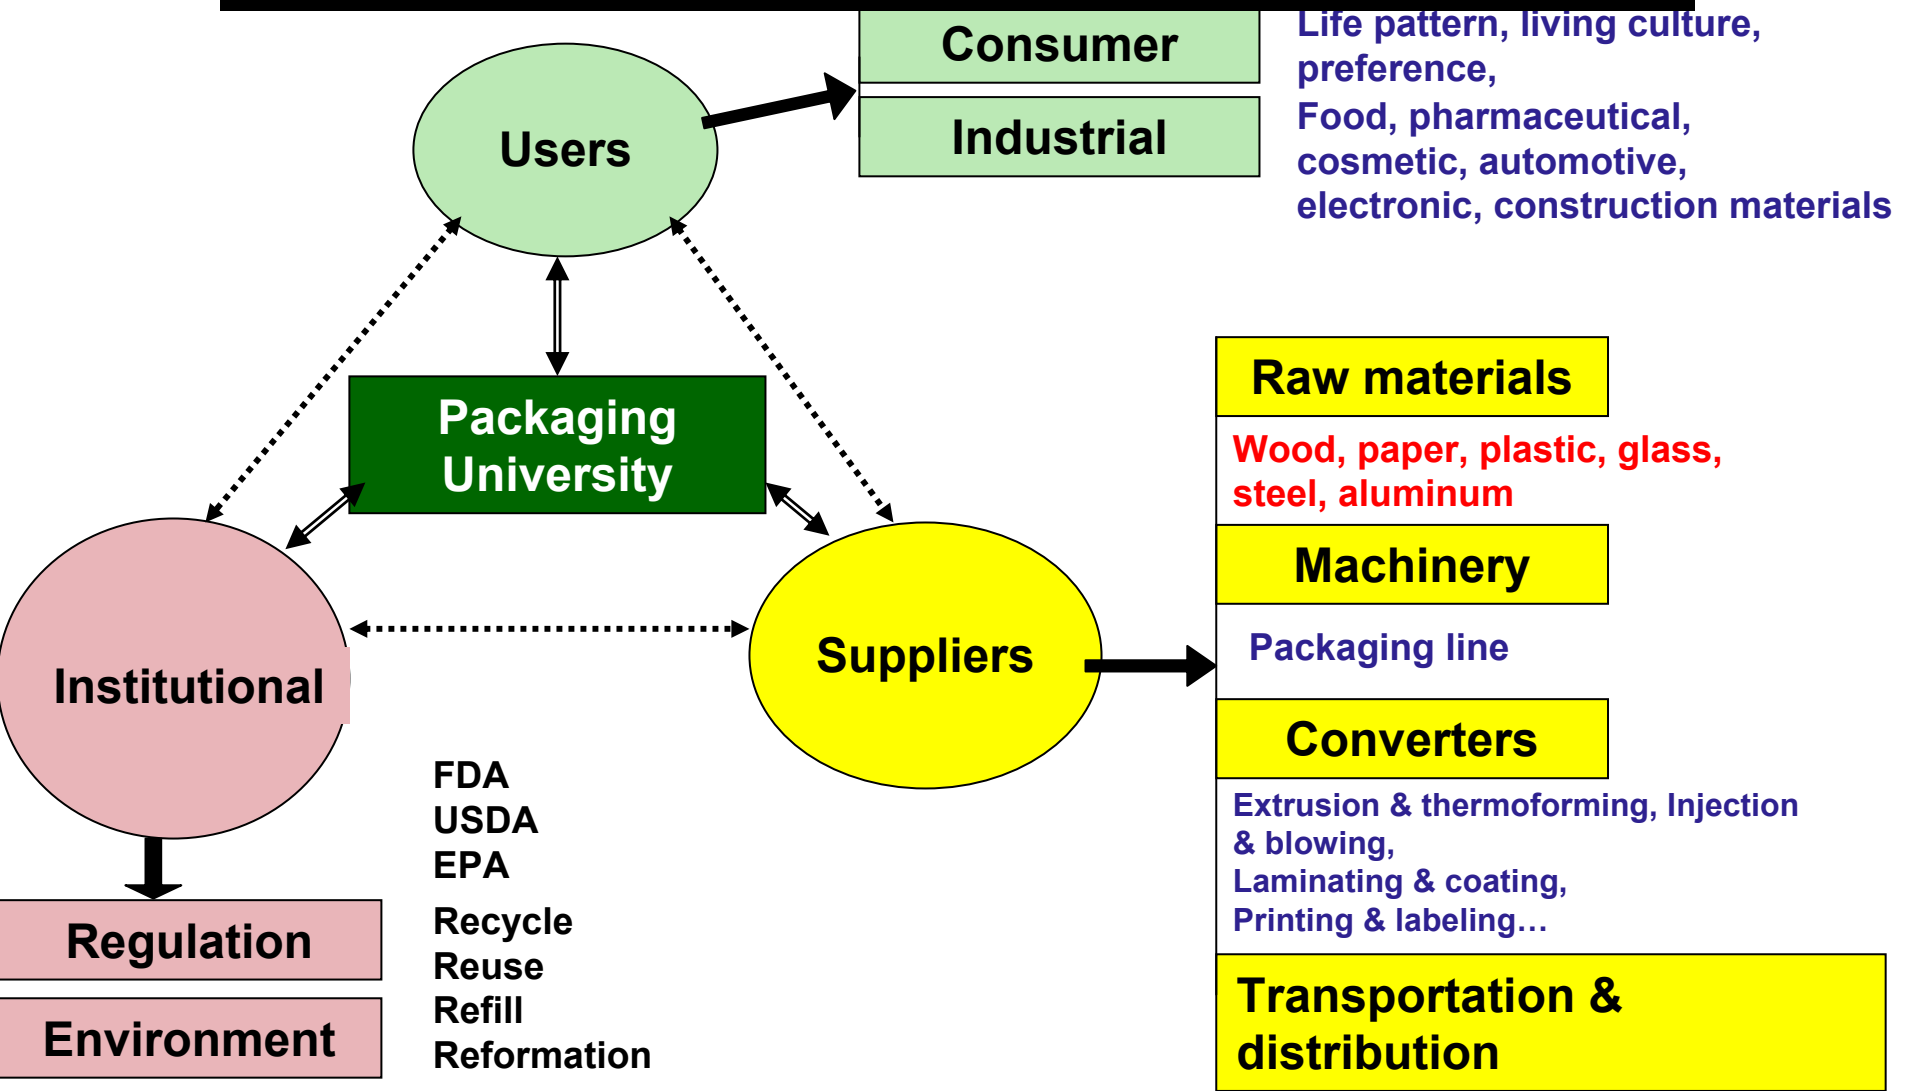 Consumer
Life pattern, living culture,
preference,
Users
Industrial
Food, pharmaceutical,
cosmetic, automotive,
electronic, construction materials
Packaging
University
Raw materials
Wood, paper, plastic, glass,
steel, aluminum
Machinery
Packaging line
Institutional
Suppliers
Converters
Extrusion & thermoforming, Injection
& blowing,
Laminating & coating,
Printing & labeling…
Transportation &
distribution
FDA
USDA
EPA
Regulation
Recycle
Reuse
Refill
Reformation
Environment